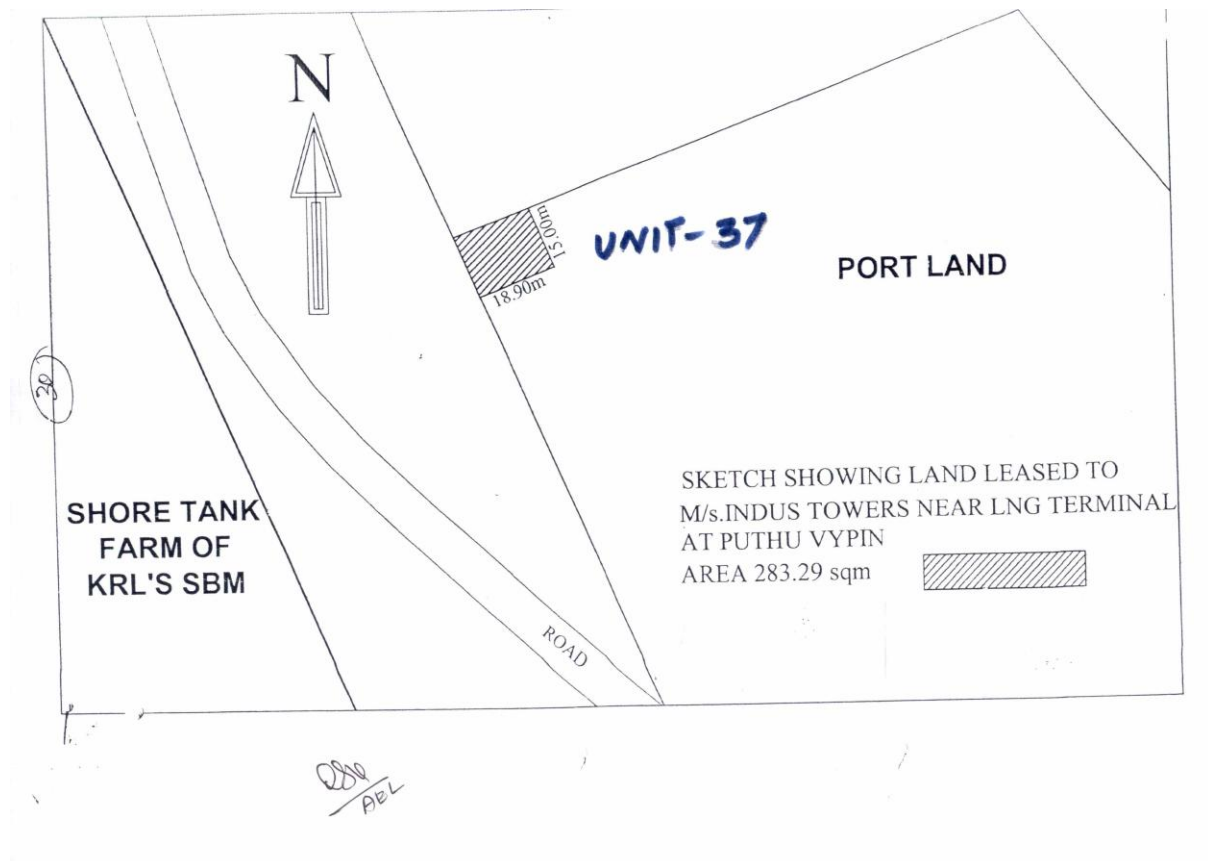 N
15.00m
UNIT-37
18.90m
PORT LAND
30
SHORE TANK
FARM OF
KRL'S SBM
SKETCH SHOWING LAND LEASED TO
M/s.INDUS TOWERS NEAR LNG TERMINAL
AT PUTHU VYPIN
AREA 283.29 sqm
ROAD